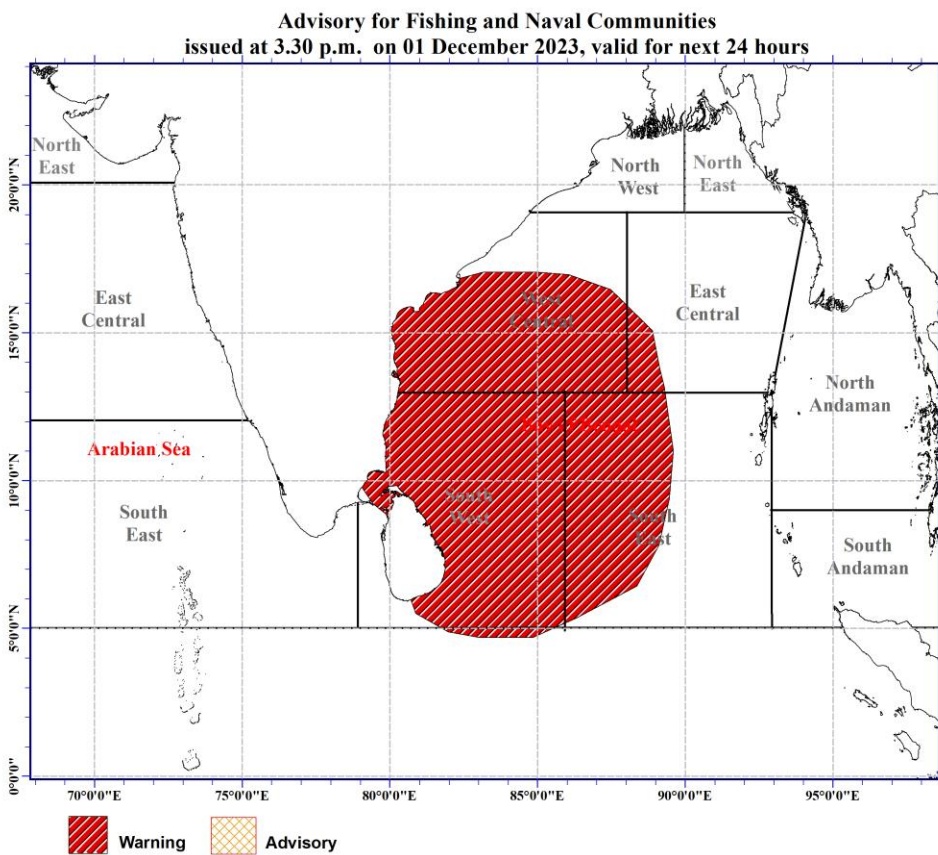 Advisory for Fishing and Naval Communities
issued at 3.30 p.m. on 01 December 2023, valid for next 24 hours
North
East
North
West
North
East
20°0'0"N
East
Central
West
Central
East
Central
15°0'0"N
North
Andaman
Arabian Sea
10°0'0"N
South
East
South
West
South
East
South
Andaman
5°0'0"N
0°0'0"
70°0'0"E
75°0'0"E
80°0'0"E
85°0'0"E
90°0'0"E
95°0'0"E
Warning
Advisory